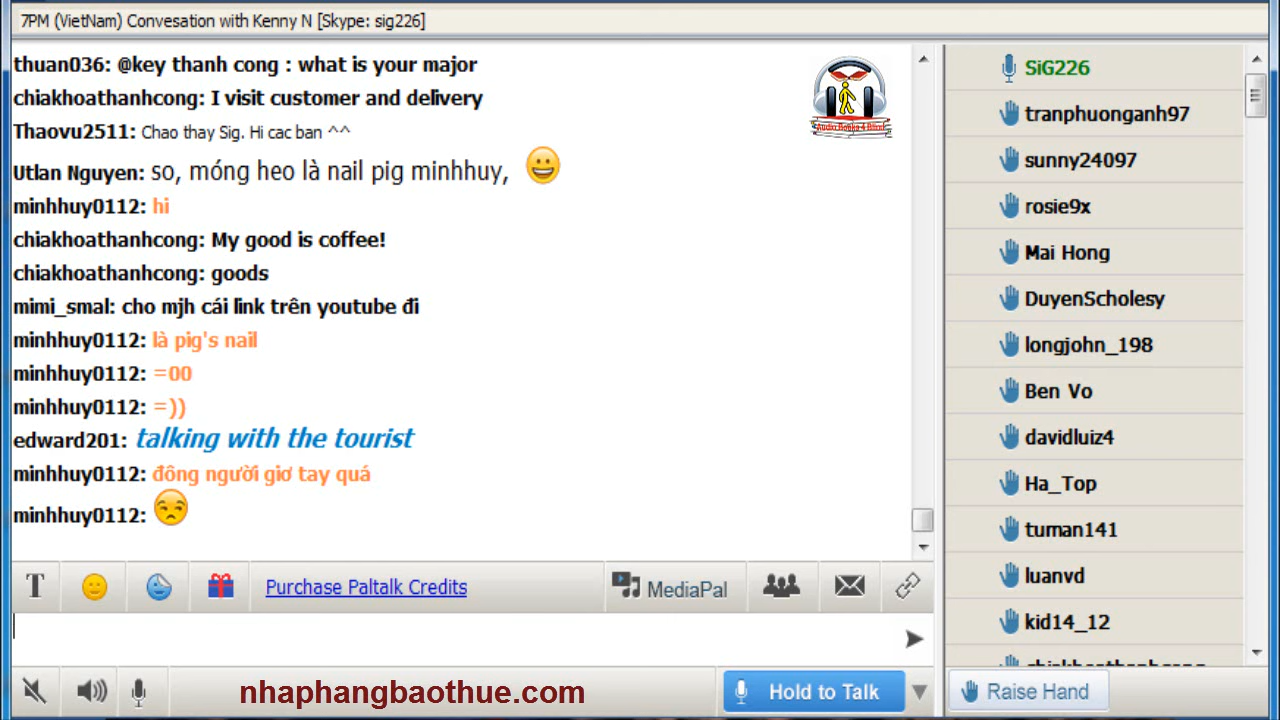 7PM (VietNam) Convesation with Kenny N [Skype: sig226]
thuan036: @key thanh cong : what is your major
chiakhoathanhcong: I visit customer and delivery
Thaovu2511: Chao thay Sig. Hi cac ban ^^
Utlan Nguyen: so, móng heo là nail pig minhhuy,
minhhuy0112: hi
chiakhoathanhcong: My good is coffee!
chiakhoathanhcong: goods
mimi_smal: cho mjh cái link trên youtube đi
minhhuy0112: là pig's nail
minhhuy0112: =00
minhhuy0112: =))
edward201: talking with the tourist
minhhuy0112: đông người giơ tay quá
minhhuy0112:
SiG226
tranphuonganh97
sunny24097
rosie9x
Mai Hong
DuyenScholesy
longjohn_198
Ben Vo
davidluiz4
Ha_Top
tuman141
luanvd
kid14_12
chiakhoathanhcong
T
Purchase Paltalk Credits
MediaPal
nhaphangbaothue.com
Hold to Talk
Raise Hand